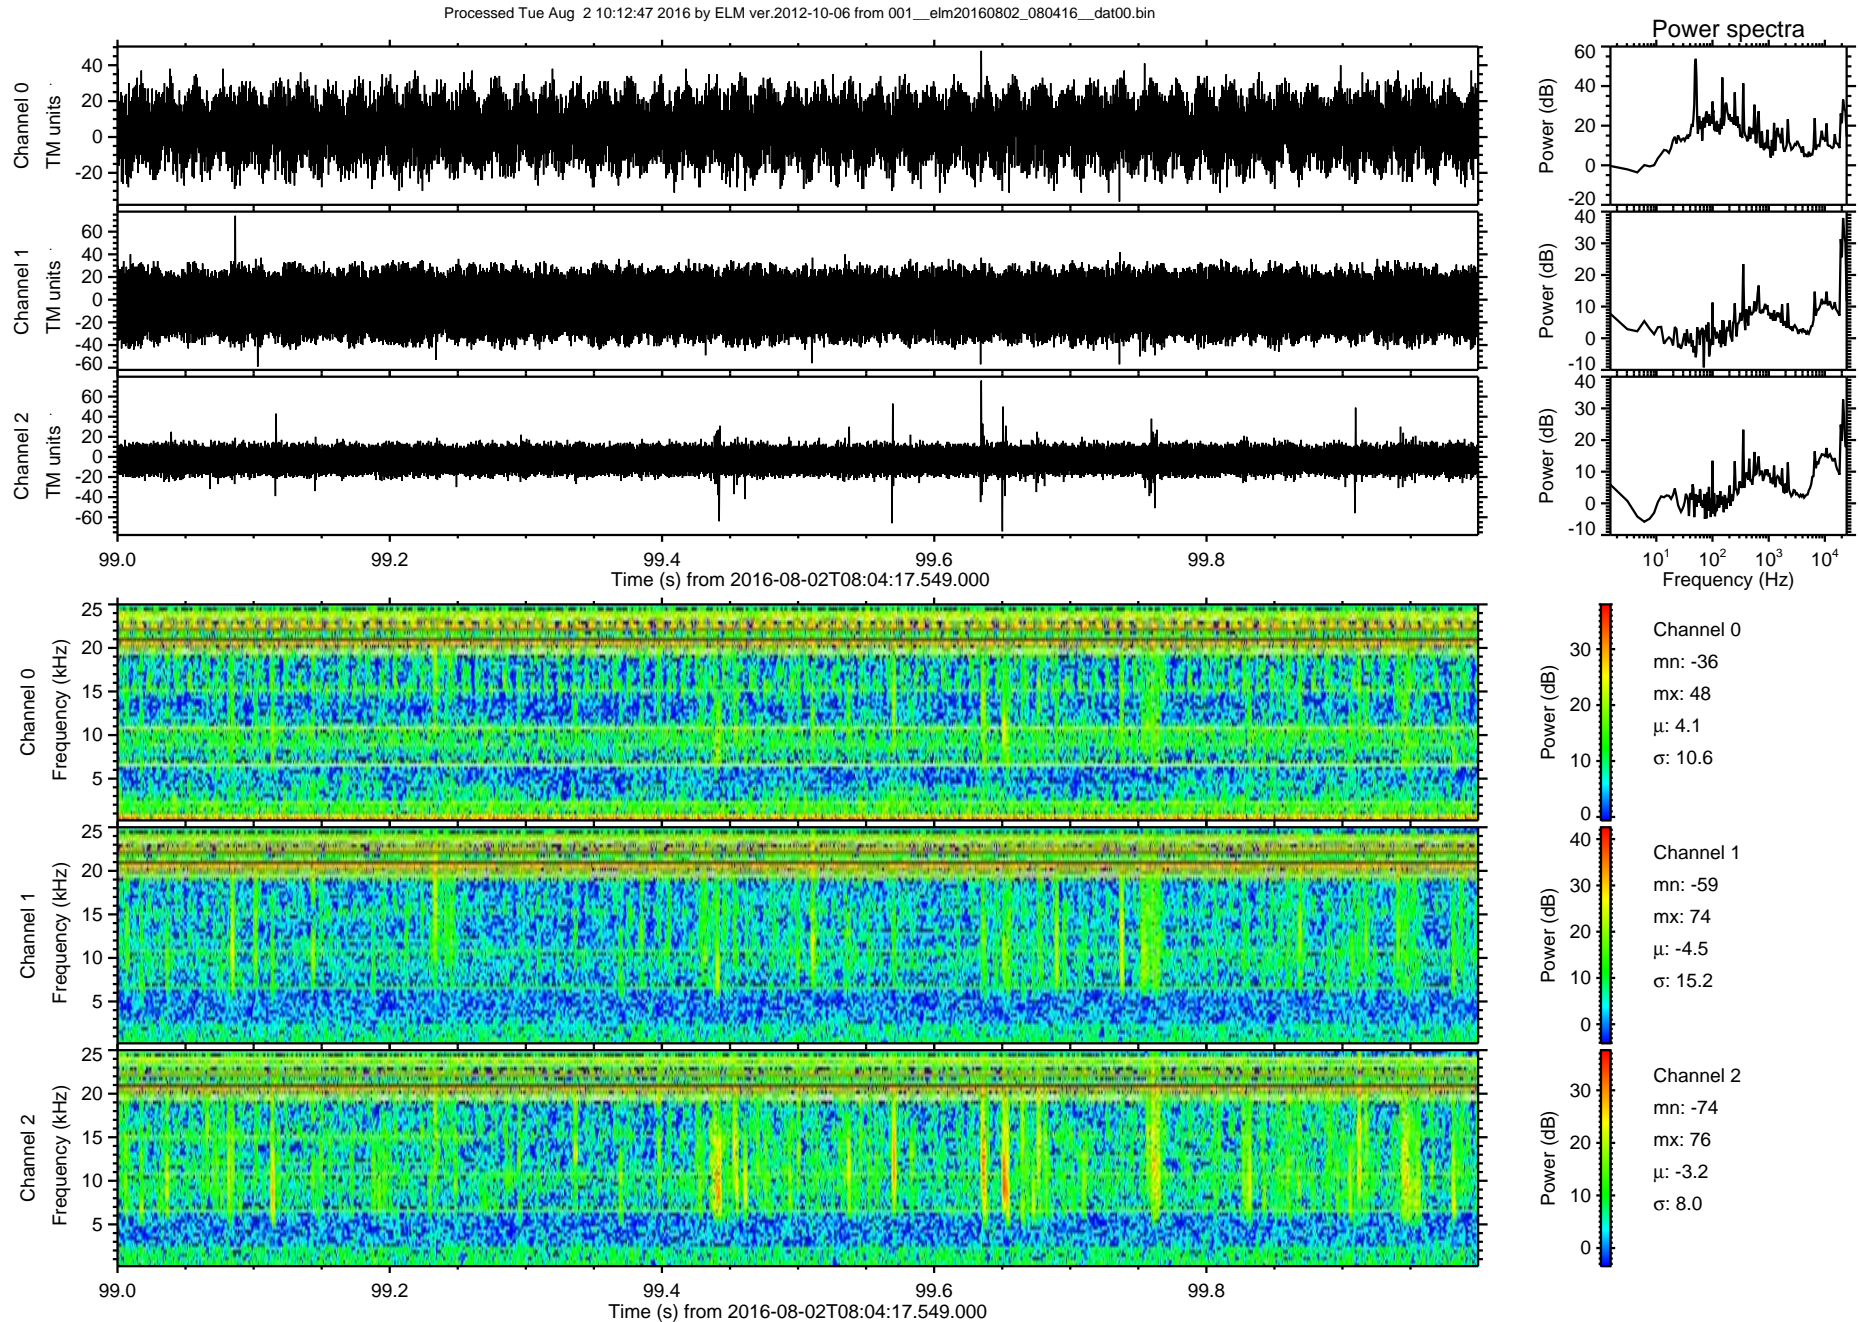 Processed Tue Aug 2 10:12:47 2016 by ELM ver.2012-10-06 from 001__elm20160802_080416__dat00.bin
Power spectra
Channel 0
TM units
40
20
0
-20
Power (dB)
60
40
20
0
-20
Channel 1
TM units
60
40
20
0
-20
-40
-60
Power (dB)
40
30
20
10
0
-10
Channel 2
TM units
60
40
20
0
-20
-40
-60
Power (dB)
40
30
20
10
0
-10
99.0 99.2 99.4 99.6 99.8
Time (s) from 2016-08-02T08:04:17.549.000
10^1 10^2 10^3 10^4
Frequency (Hz)
Channel 0
Frequency (kHz)
25
20
15
10
5
Power (dB)
30
20
10
0
Channel 0
mn: -36
mx: 48
μ: 4.1
σ: 10.6
Channel 1
Frequency (kHz)
25
20
15
10
5
Power (dB)
40
30
20
10
0
Channel 1
mn: -59
mx: 74
μ: -4.5
σ: 15.2
Channel 2
Frequency (kHz)
25
20
15
10
5
Power (dB)
30
20
10
0
Channel 2
mn: -74
mx: 76
μ: -3.2
σ: 8.0
99.0 99.2 99.4 99.6 99.8
Time (s) from 2016-08-02T08:04:17.549.000